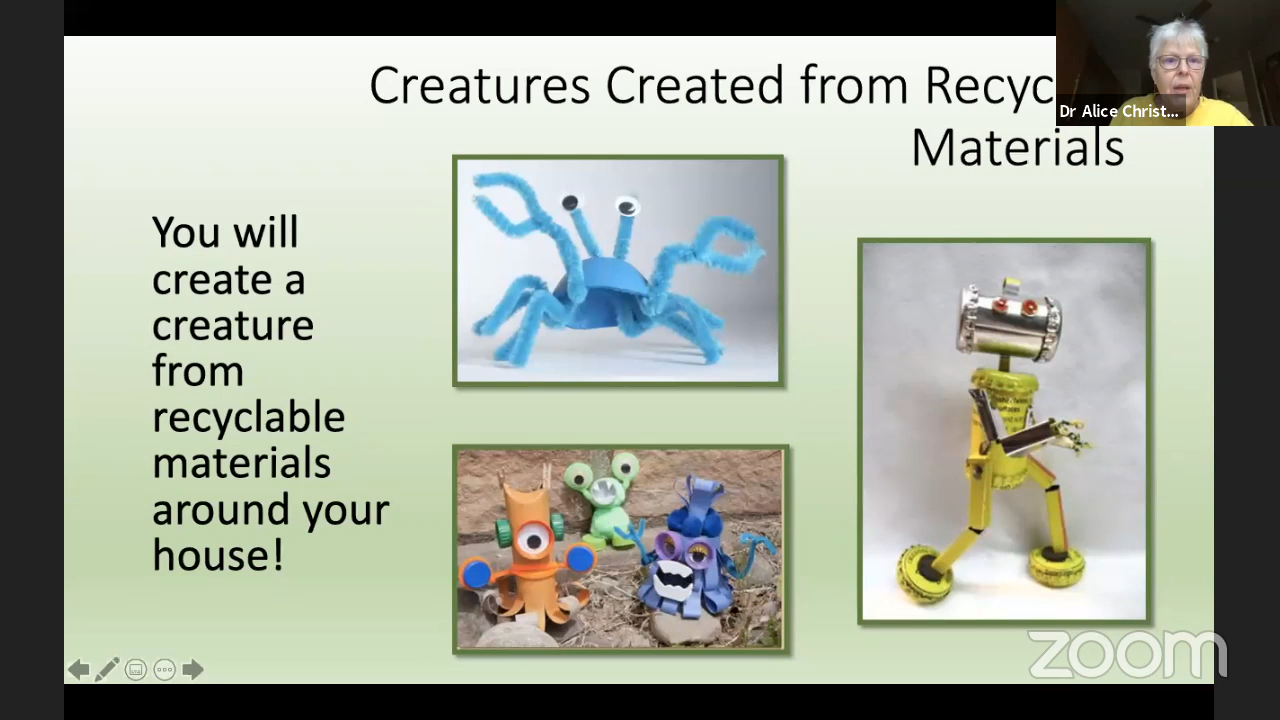 Creatures Created from Recyc
Materials
Dr Alice Christ...
You will
create a
creature
from
recyclable
materials
around your
house!
zoom